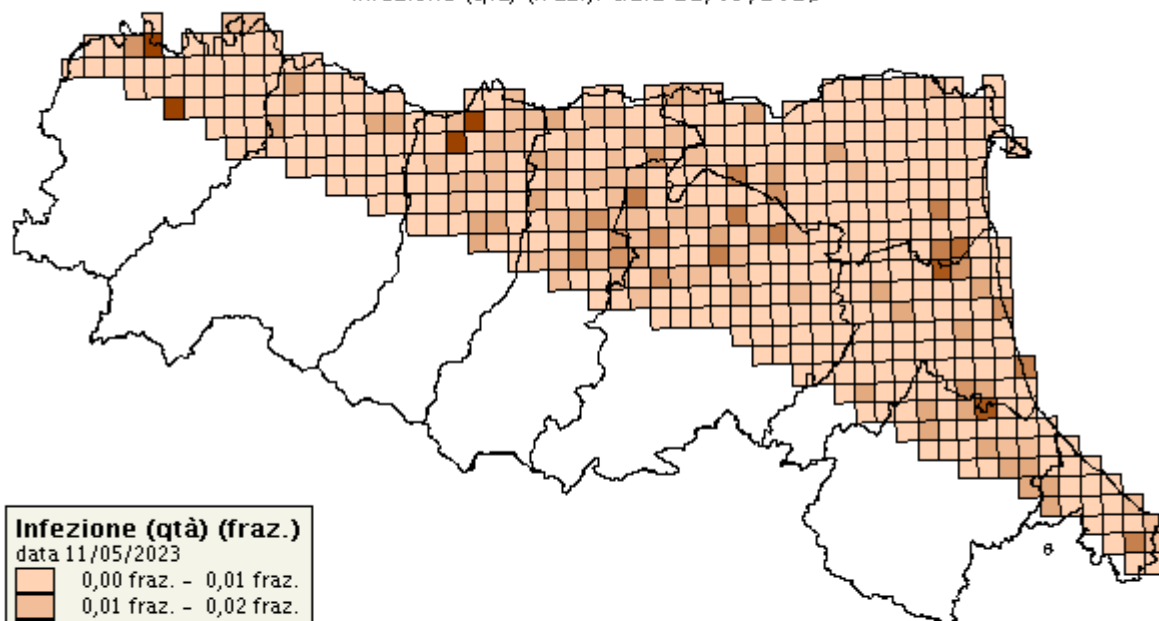 Infezione (qtà) (fraz.)
data 11/05/2023
0,00 fraz. - 0,01 fraz.
0,01 fraz. - 0,02 fraz.